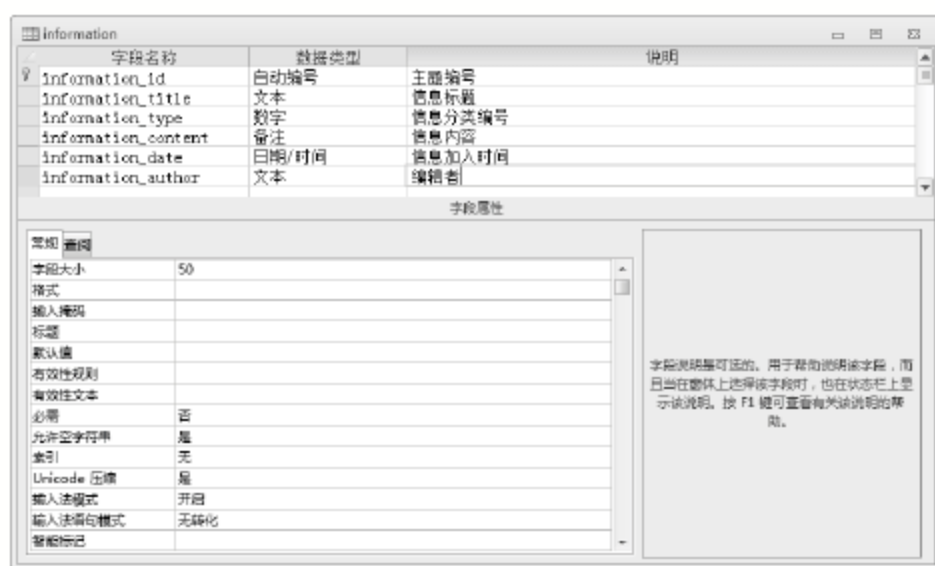 information
字段名称 数据类型 说明
information_id 自动编号 主题编号
information_title 文本 信息标题
information_type 数字 信息分类编号
information_content 备注 信息内容
information_date 日期/时间 信息加入时间
information_author 文本 编辑者
字段属性
常规 查阅
字段大小 50
格式
输入掩码
标题
默认值
有效性规则
有效性文本
必需 否
允许空字符串 是
索引 无
Unicode 压缩 是
输入法模式 开启
输入法语句模式 无转化
智能标记
字段说明是可选的。用于帮助说明该字段，而
且当在窗体上选择该字段时，也在状态栏上显
示该说明。按 F1 键可查看有关该说明的帮
助。